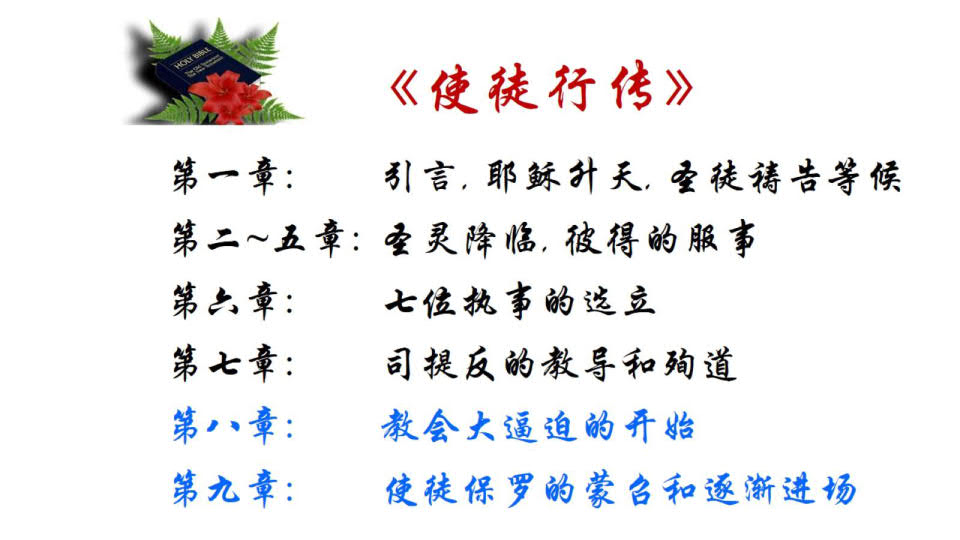 HOLY BIBLE
《使徒行传》
第一章: 引言, 耶稣升天, 圣徒祷告等候
第二~五章: 圣灵降临, 彼得的服事
第六章: 七位执事的选立
第七章: 司提反的教导和殉道
第八章: 教会大逼迫的开始
第九章: 使徒保罗的蒙召和逐渐进场